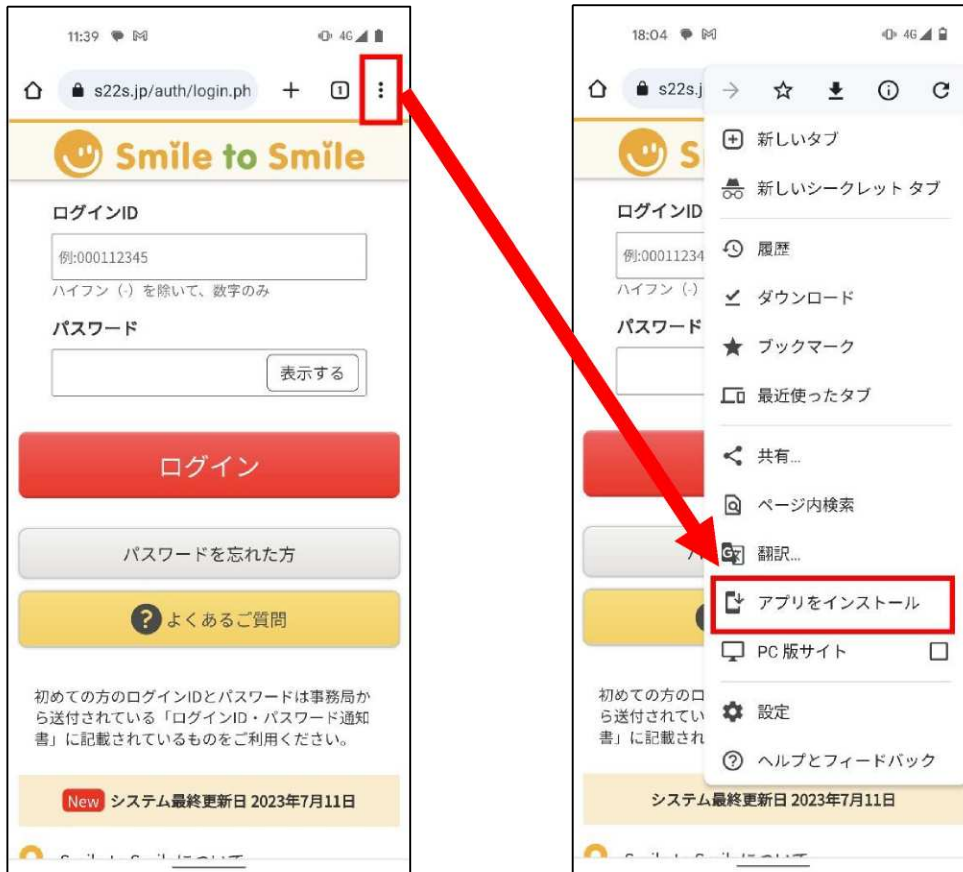 11:39
4G
s22s.jp/auth/login.ph
1
Smile to Smile
ログインID
例:000112345
ハイフン（-）を除いて、数字のみ
パスワード
表示する
ログイン
パスワードを忘れた方
? よくあるご質問
初めての方のログインIDとパスワードは事務局か
ら送付されている「ログインID・パスワード通知
書」に記載されているものをご利用ください。
New システム最終更新日 2023年7月11日
18:04
4G
s22s.j
S
新しいタブ
新しいシークレット タブ
ログインID
履歴
例:00011234
ハイフン（-）
ダウンロード
パスワード
ブックマーク
最近使ったタブ
共有...
ページ内検索
翻訳...
アプリをインストール
PC 版サイト
初めての方のロ
ら送付されてい
設定
書」に記載され
ヘルプとフィードバック
システム最終更新日 2023年7月11日